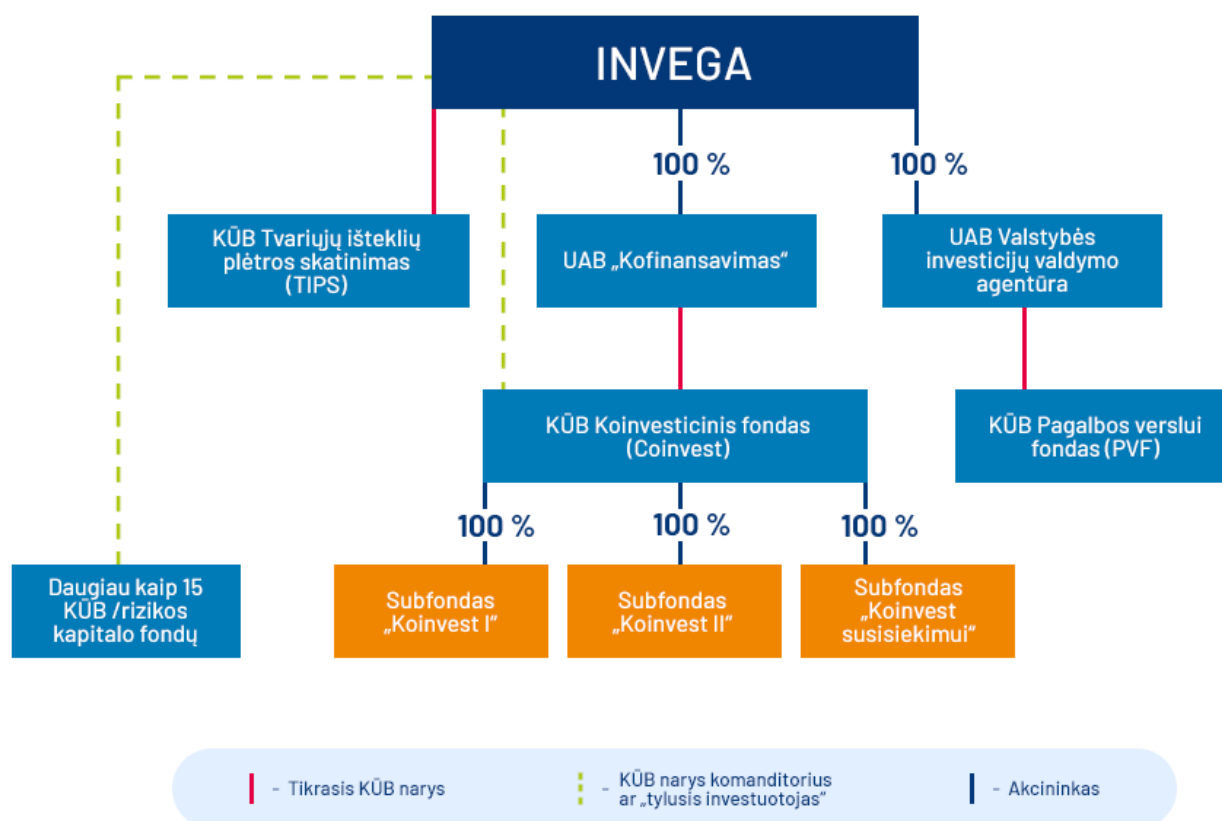 INVEGA
100 %
100 %
KŪB Tvariųjų išteklių
plėtros skatinimas
(TIPS)
UAB „Kofinansavimas“
UAB Valstybės
investicijų valdymo
agentūra
KŪB Koinvesticinis fondas
(Coinvest)
KŪB Pagalbos verslui
fondas (PVF)
100 %
100 %
100 %
Daugiau kaip 15
KŪB /rizikos
kapitalo fondų
Subfondas
„Koinvest I“
Subfondas
„Koinvest II“
Subfondas
„Koinvest
susisiekimui“
- Tikrasis KŪB narys
- KŪB narys komanditorius
ar „tylusis investuotojas“
- Akcininkas